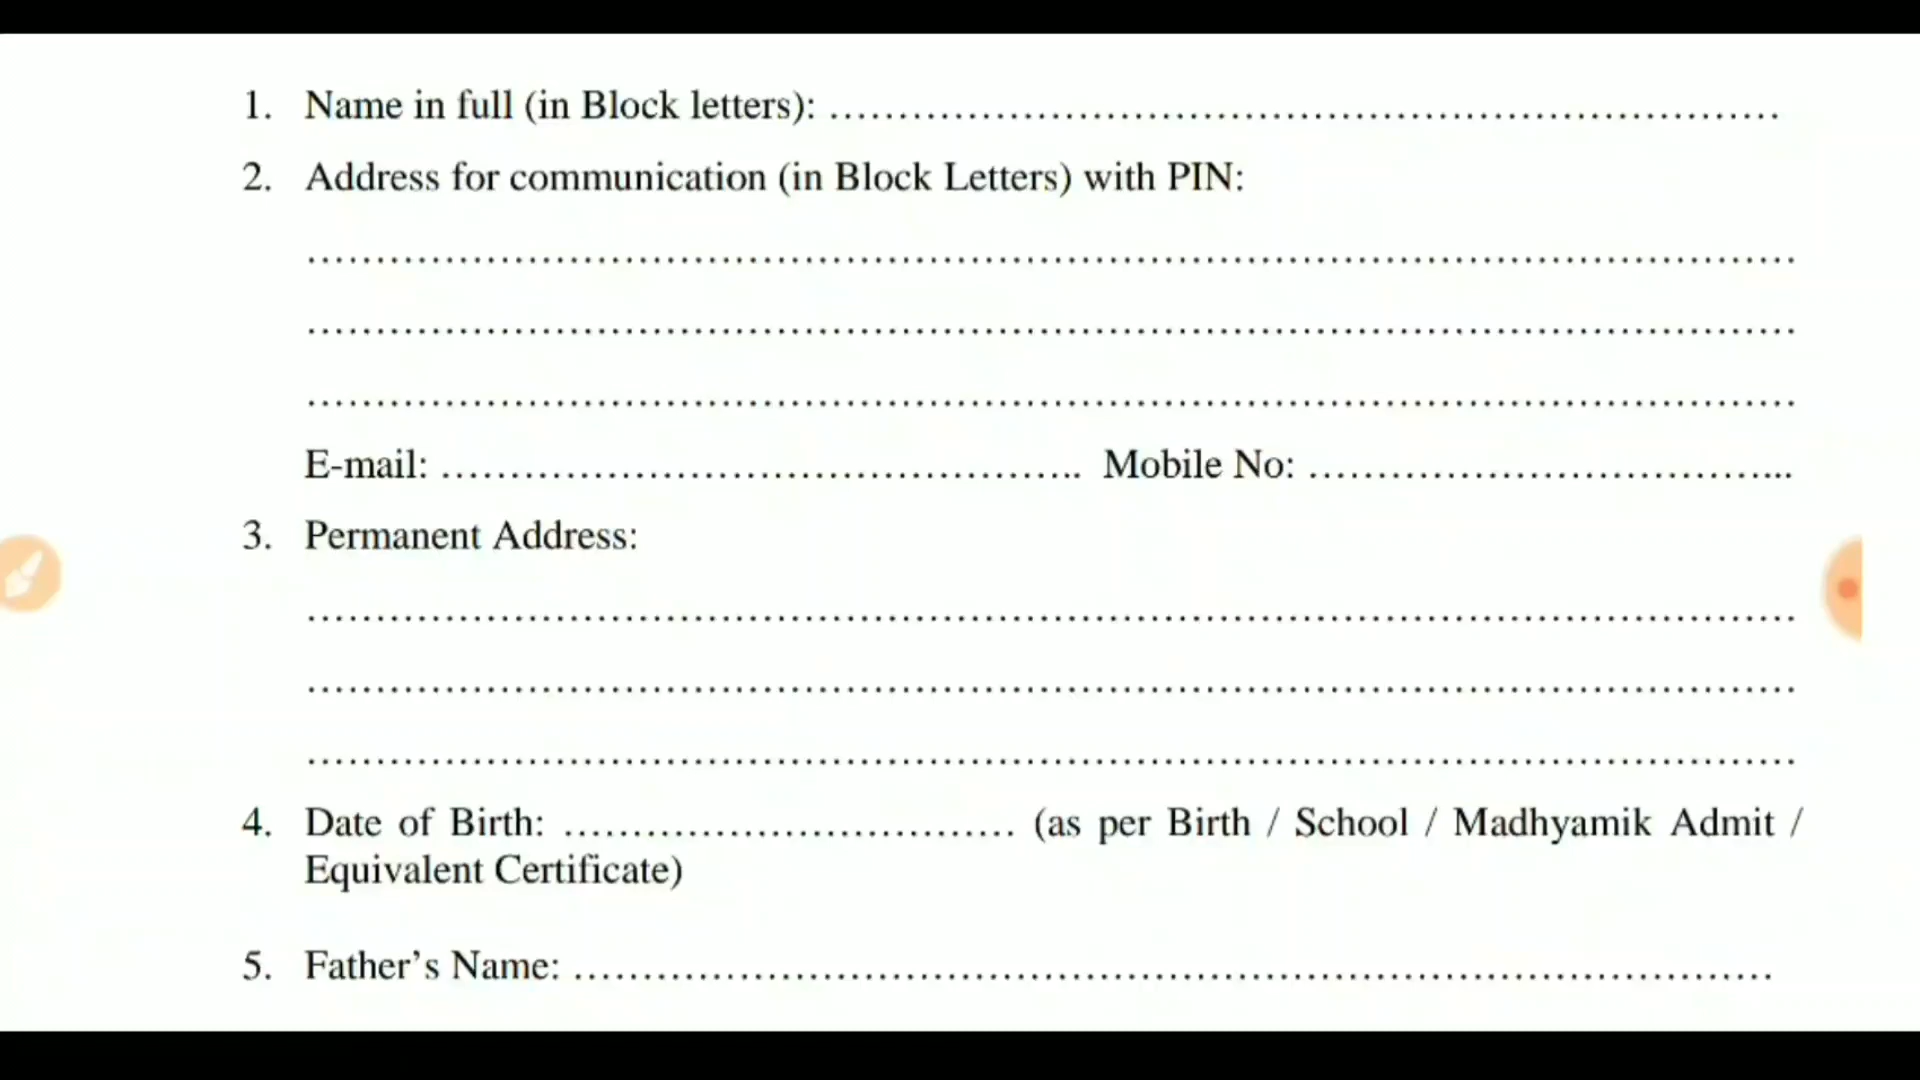 1. Name in full (in Block letters): ....................................................................
2. Address for communication (in Block Letters) with PIN:
............................................................................................................
............................................................................................................
............................................................................................................
E-mail: ............................................... Mobile No: ...................................
3. Permanent Address:
............................................................................................................
............................................................................................................
............................................................................................................
4. Date of Birth: ................................. (as per Birth / School / Madhyamik Admit /
Equivalent Certificate)
5. Father’s Name: .......................................................................................